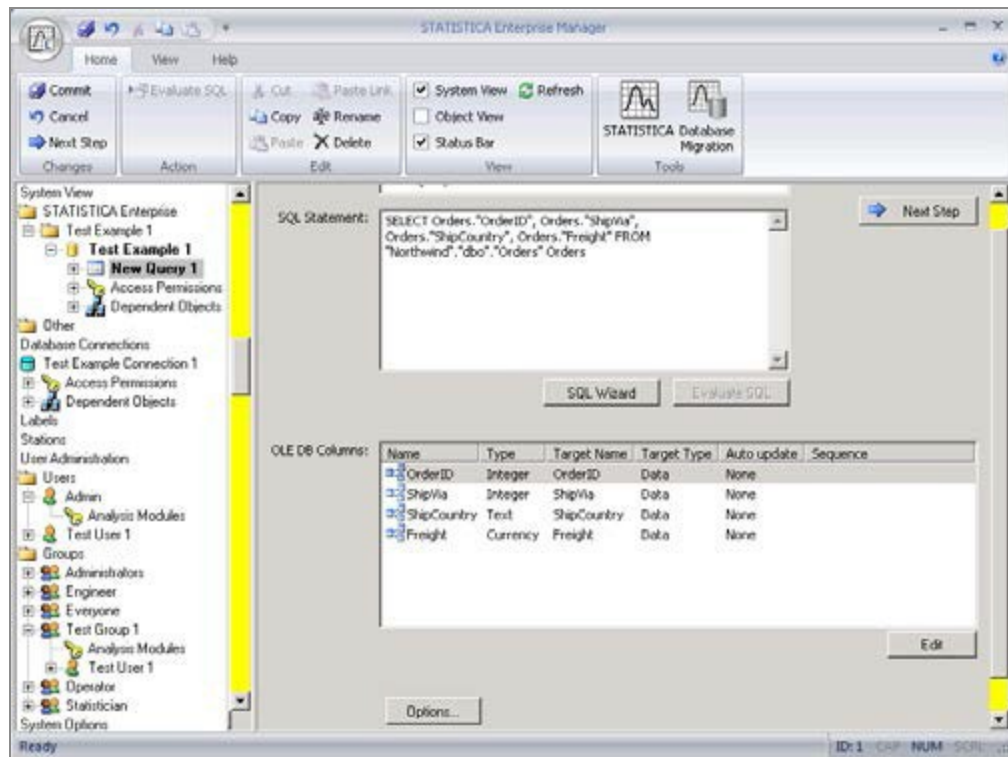 STATISTICA Enterprise Manager
Home View Help
Commit
Cancel
Next Step
Changes
Evaluate SQL
Action
Cut
Copy
Paste
Paste Link
Rename
Delete
Edit
System View
Object View
Status Bar
Refresh
View
STATISTICA
Database Migration
Tools
System View
STATISTICA Enterprise
Test Example 1
Test Example 1
New Query 1
Access Permissions
Dependent Objects
Other
Database Connections
Test Example Connection 1
Access Permissions
Dependent Objects
Labels
Stations
User Administration
Users
Admin
Analysis Modules
Test User 1
Groups
Administrators
Engineer
Everyone
Test Group 1
Analysis Modules
Test User 1
Operator
Statistician
System Options
SQL Statement:
SELECT Orders."OrderID", Orders."ShipVia",
Orders."ShipCountry", Orders."Freight" FROM
"Northwind"."dbo"."Orders" Orders
Next Step
SQL Wizard
Evaluate SQL
OLE DB Columns:
Name Type Target Name Target Type Auto update Sequence
OrderID Integer OrderID Data None
ShipVia Integer ShipVia Data None
ShipCountry Text ShipCountry Data None
Freight Currency Freight Data None
Edit
Options...
Ready
ID:1 CAP NUM SCRL